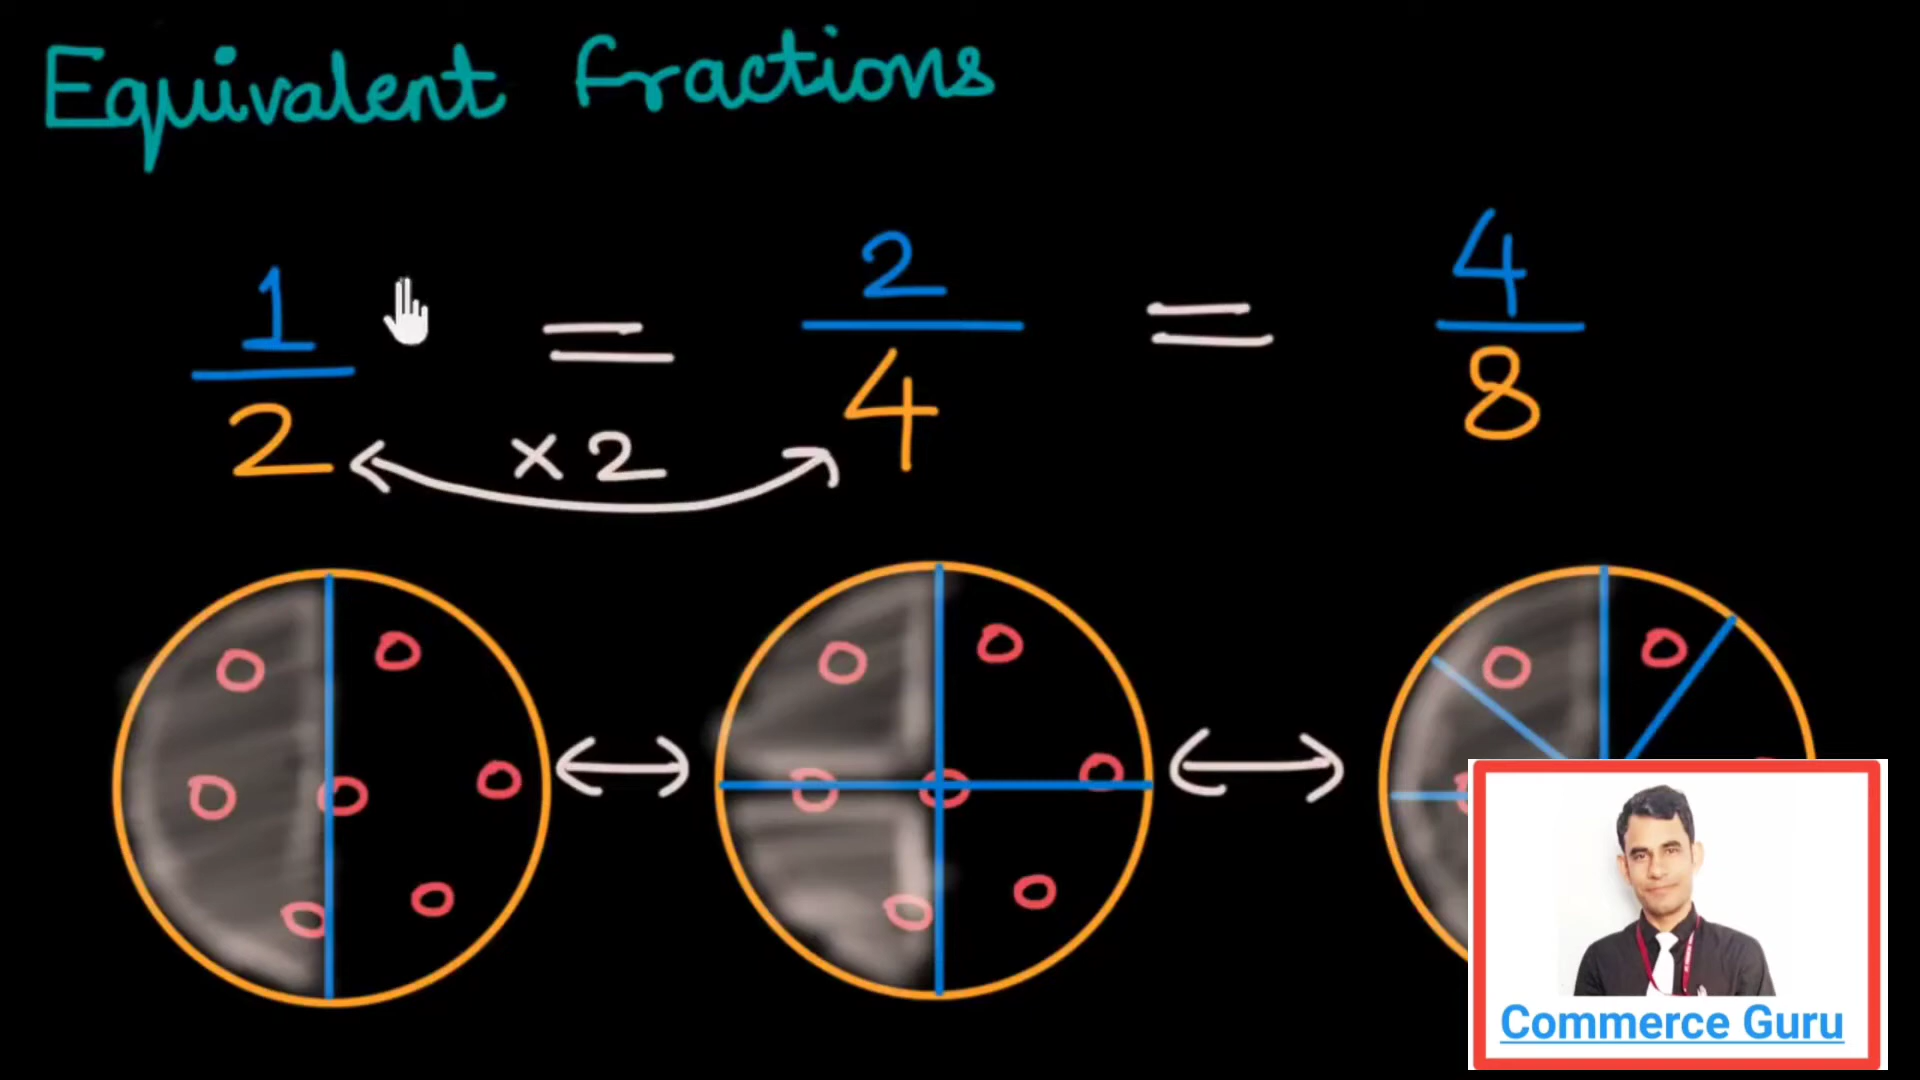 Equivalent fractions
1/2 = 2/4 = 4/8
×2
Commerce Guru